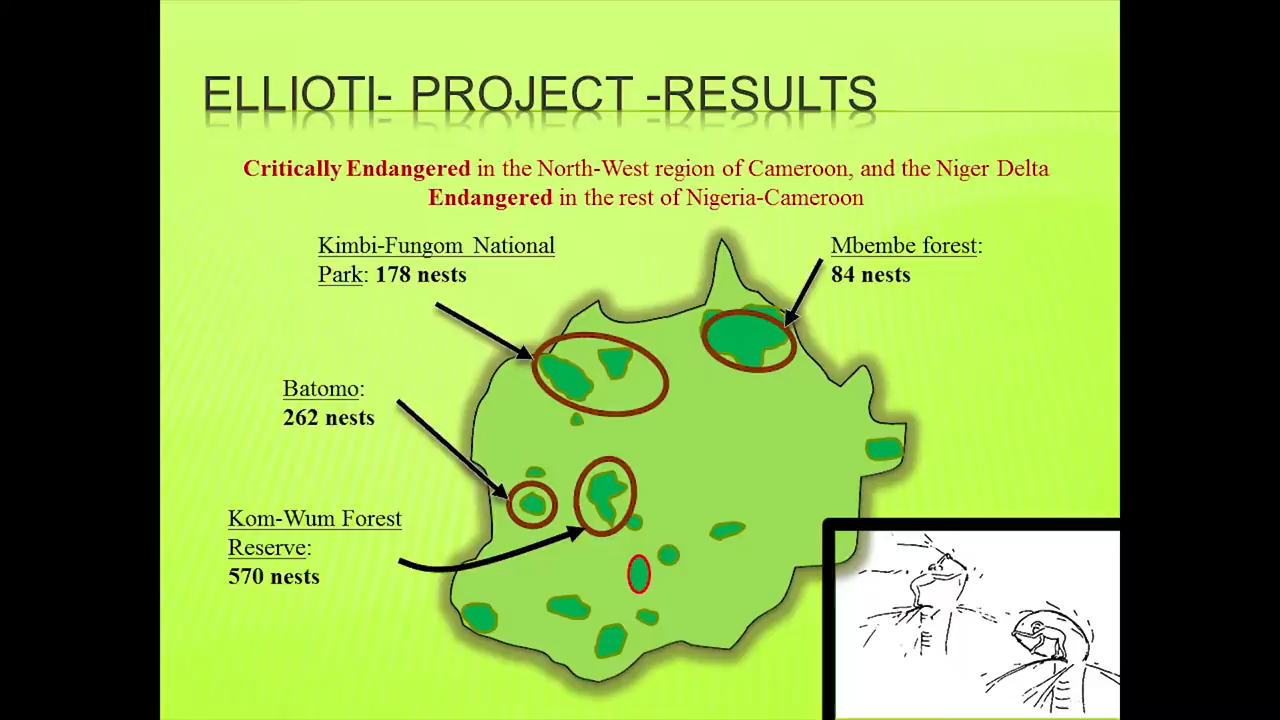 ELLIOTI- PROJECT -RESULTS
Critically Endangered in the North-West region of Cameroon, and the Niger Delta
Endangered in the rest of Nigeria-Cameroon
Kimbi-Fungom National
Park: 178 nests
Mbembe forest:
84 nests
Batomo:
262 nests
Kom-Wum Forest
Reserve:
570 nests